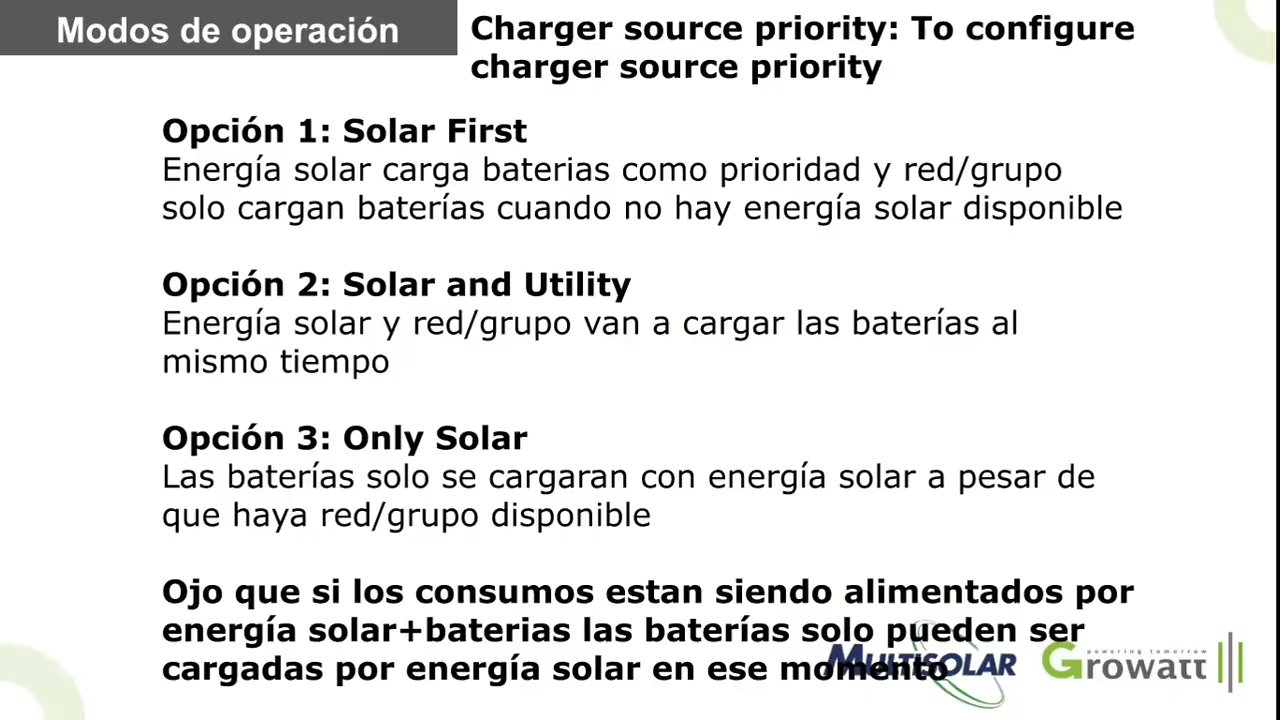 Modos de operación
Charger source priority: To configure
charger source priority
Opción 1: Solar First
Energía solar carga baterias como prioridad y red/grupo
solo cargan baterías cuando no hay energía solar disponible
Opción 2: Solar and Utility
Energía solar y red/grupo van a cargar las baterías al
mismo tiempo
Opción 3: Only Solar
Las baterías solo se cargaran con energía solar a pesar de
que haya red/grupo disponible
Ojo que si los consumos estan siendo alimentados por
energía solar+baterias las baterías solo pueden ser
cargadas por energía solar en ese momento
MULTISOLAR
powering tomorrow
Growatt